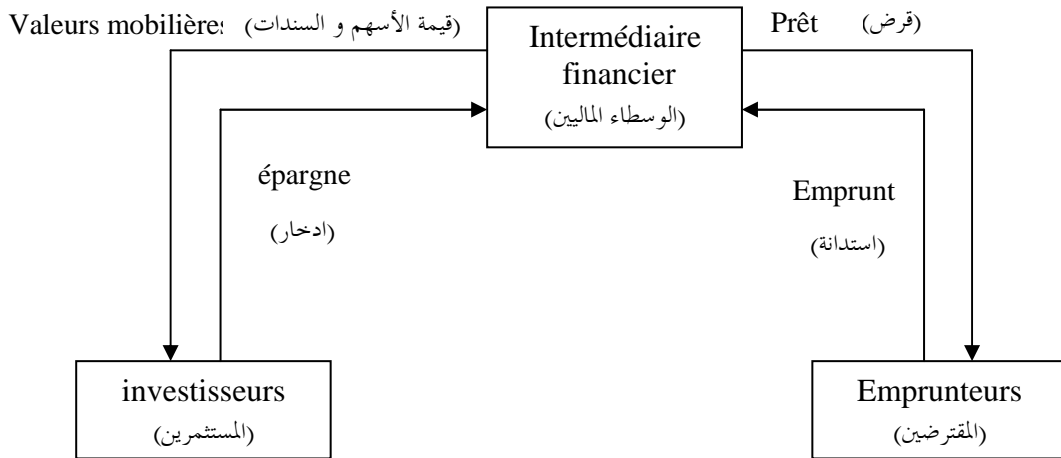 Valeurs mobilières (قيمة الأسهم و السندات)
Intermédiaire
financier
(الوسطاء الماليين)
Prêt (قرض)
épargne
(ادخار)
Emprunt
(استدانة)
investisseurs
(المستثمرين)
Emprunteurs
(المقترضين)